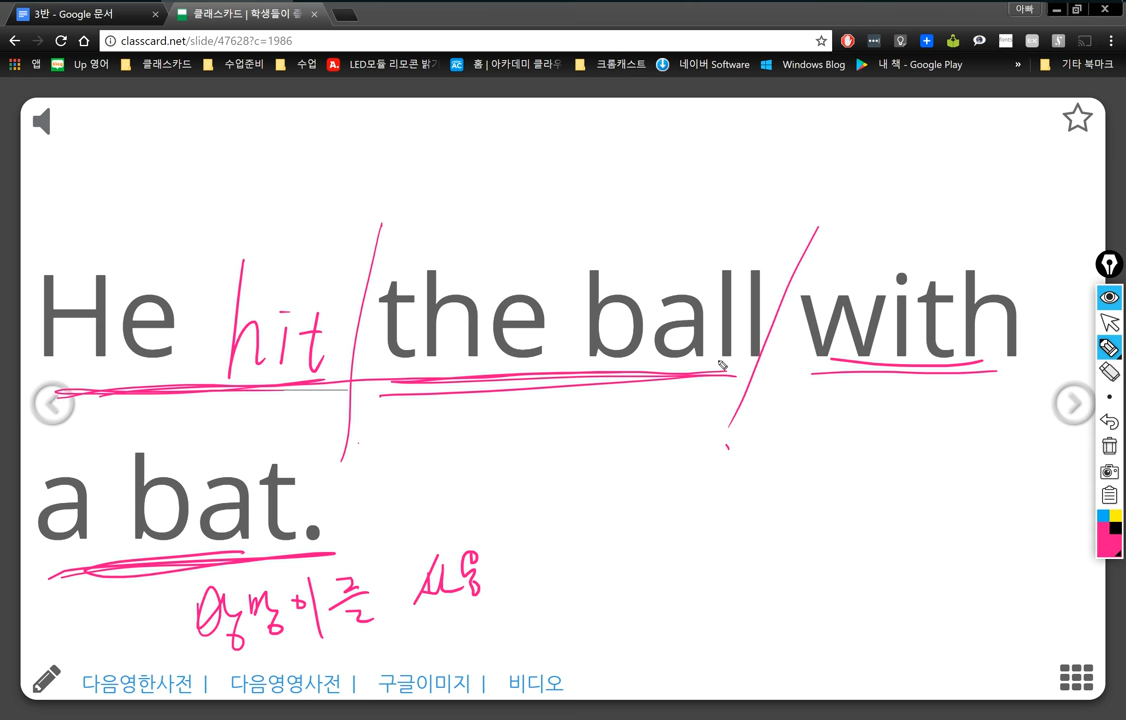 3반 - Google 문서
클래스카드 | 학생들이 좋
아빠
classcard.net/slide/47628?c=1986
앱 Up 영어 클래스카드 수업준비 수업 LED모듈 리모콘 밝기 홈 | 아카데미 클라우 크롬캐스트 네이버 Software Windows Blog 내 책 - Google Play » 기타 북마크
He hit the ball with
a bat.
사용
다음영한사전 | 다음영영사전 | 구글이미지 | 비디오